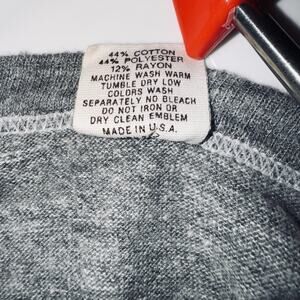 44% COTTON
44% POLYESTER
12% RAYON
MACHINE WASH WARM
TUMBLE DRY LOW
COLORS WASH
SEPARATELY NO BLEACH
DO NOT IRON OR
DRY CLEAN EMBLEM
MADE IN U.S.A.